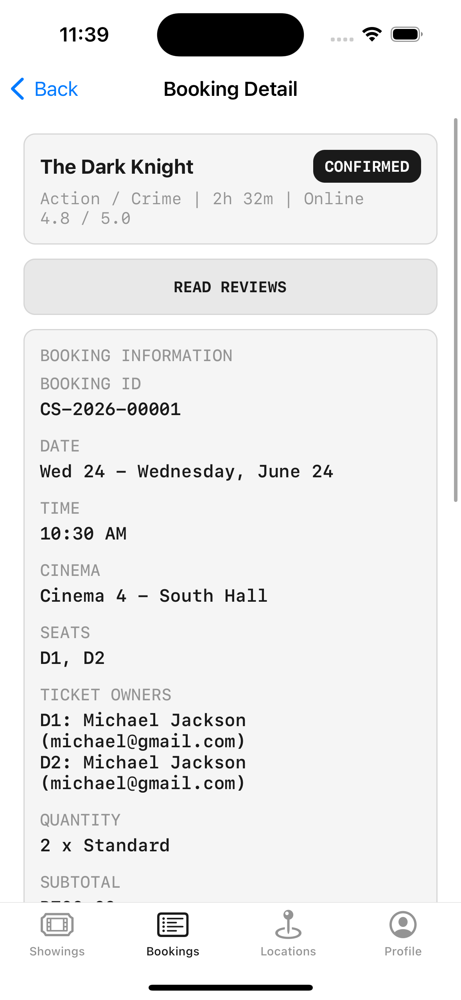 11:39
Back
Booking Detail
The Dark Knight
CONFIRMED
Action / Crime | 2h 32m | Online
4.8 / 5.0
READ REVIEWS
BOOKING INFORMATION
BOOKING ID
CS-2026-00001
DATE
Wed 24 - Wednesday, June 24
TIME
10:30 AM
CINEMA
Cinema 4 - South Hall
SEATS
D1, D2
TICKET OWNERS
D1: Michael Jackson
(michael@gmail.com)
D2: Michael Jackson
(michael@gmail.com)
QUANTITY
2 x Standard
SUBTOTAL
Showings
Bookings
Locations
Profile